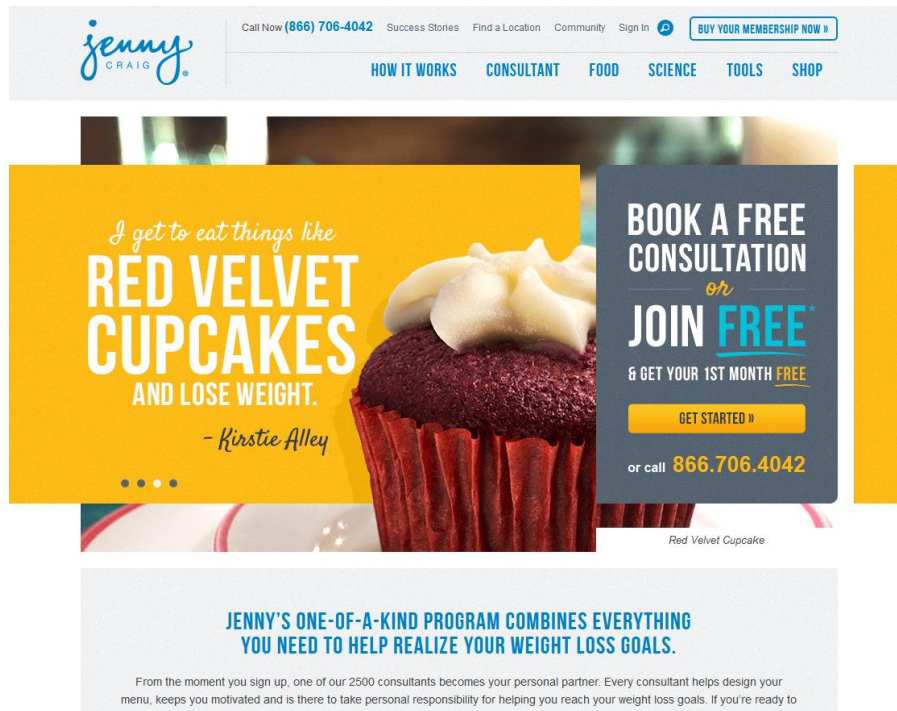 jenny
CRAIG®
Call Now (866) 706-4042 Success Stories Find a Location Community Sign In BUY YOUR MEMBERSHIP NOW »
HOW IT WORKS CONSULTANT FOOD SCIENCE TOOLS SHOP
I get to eat things like
RED VELVET
CUPCAKES
AND LOSE WEIGHT.
- Kirstie Alley
BOOK A FREE
CONSULTATION
or
JOIN FREE*
& GET YOUR 1ST MONTH FREE
GET STARTED »
or call 866.706.4042
Red Velvet Cupcake
JENNY'S ONE-OF-A-KIND PROGRAM COMBINES EVERYTHING
YOU NEED TO HELP REALIZE YOUR WEIGHT LOSS GOALS.
From the moment you sign up, one of our 2500 consultants becomes your personal partner. Every consultant helps design your
menu, keeps you motivated and is there to take personal responsibility for helping you reach your weight loss goals. If you're ready to